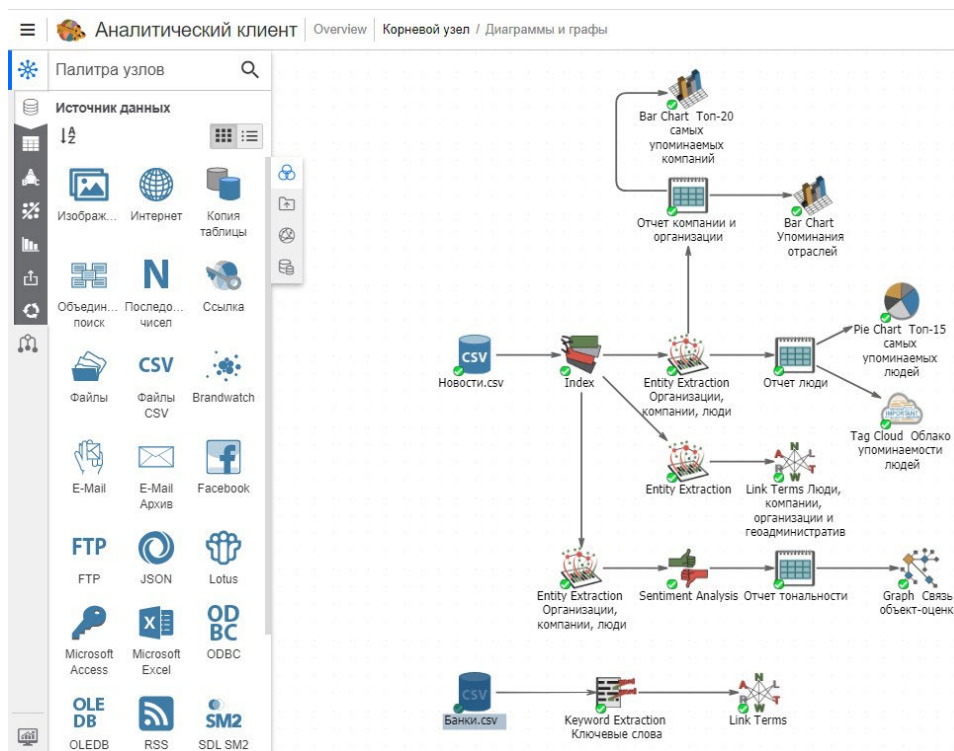 Аналитический клиент
Overview
Корневой узел / Диаграммы и графы
Палитра узлов
Источник данных
Изображ...
Интернет
Копия
таблицы
Объедин...
поиск
N
Последо...
чисел
Ссылка
Файлы
CSV
Файлы
CSV
Brandwatch
E-Mail
E-Mail
Архив
Facebook
FTP
FTP
JSON
Lotus
Microsoft
Access
Microsoft
Excel
OD
BC
ODBC
OLE
DB
OLEDB
RSS
SM2
SDL SM2
Bar Chart Топ-20
самых
упоминаемых
компаний
Отчет компании и
организации
Bar Chart
Упоминания
отраслей
CSV
Новости.csv
Index
Entity Extraction
Организации,
компании, люди
Отчет люди
Pie Chart Топ-15
самых
упоминаемых
людей
IMPORTANT
Tag Cloud Облако
упоминаемости
людей
Entity Extraction
Link Terms Люди,
компании,
организации и
геоадминистратив
Entity Extraction
Организации,
компании, люди
Sentiment Analysis
Отчет тональности
Graph Связь
объект-оценк
CSV
Банки.csv
Keyword Extraction
Ключевые слова
Link Terms